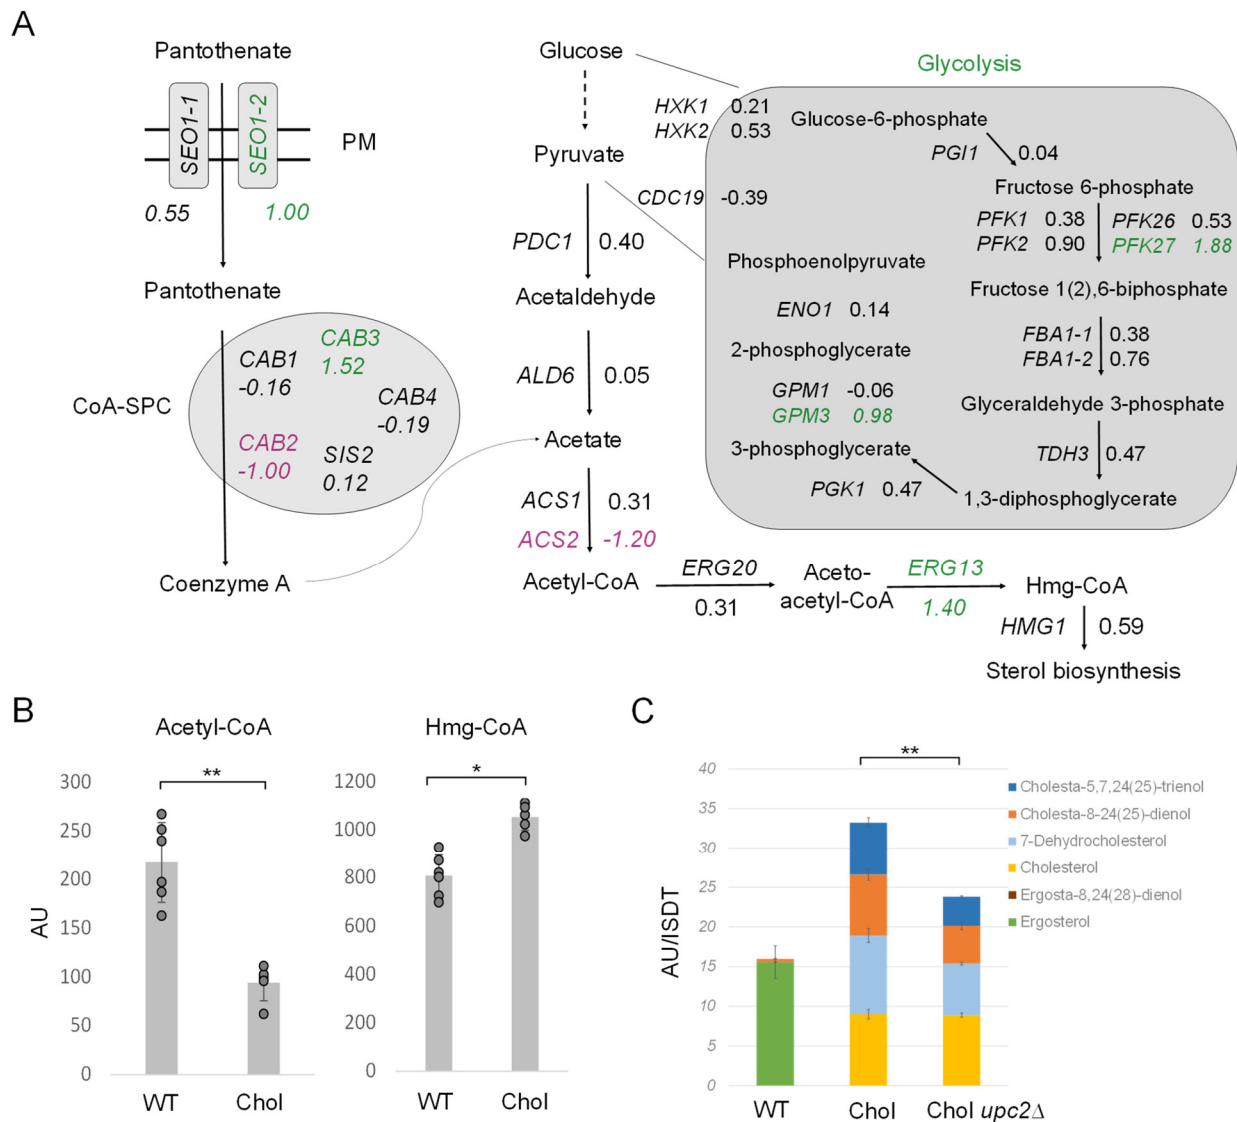 A
Pantothenate
SEO1-1
SEO1-2
PM
0.55
1.00
Pantothenate
CoA-SPC
CAB1
-0.16
CAB3
1.52
CAB4
-0.19
CAB2
-1.00
SIS2
0.12
Coenzyme A
Glucose
Pyruvate
PDC1 0.40
Acetaldehyde
ALD6 0.05
Acetate
ACS1 0.31
ACS2 -1.20
Acetyl-CoA
ERG20
0.31
Aceto-
acetyl-CoA
ERG13
1.40
Hmg-CoA
HMG1 0.59
Sterol biosynthesis
Glycolysis
HXK1 0.21
HXK2 0.53
Glucose-6-phosphate
PGI1 0.04
Fructose 6-phosphate
CDC19 -0.39
PFK1 0.38 PFK26 0.53
PFK2 0.90 PFK27 1.88
Phosphoenolpyruvate
Fructose 1(2),6-biphosphate
ENO1 0.14
FBA1-1 0.38
FBA1-2 0.76
2-phosphoglycerate
GPM1 -0.06
GPM3 0.98
Glyceraldehyde 3-phosphate
3-phosphoglycerate
TDH3 0.47
PGK1 0.47
1,3-diphosphoglycerate
B
Acetyl-CoA
**
300
250
200
150
100
50
0
AU
WT Chol
Hmg-CoA
*
1200
1000
800
600
400
200
0
WT Chol
C
**
40
35
30
25
20
15
10
5
0
AU/ISDT
WT Chol Chol upc2Δ
Cholesta-5,7,24(25)-trienol
Cholesta-8-24(25)-dienol
7-Dehydrocholesterol
Cholesterol
Ergosta-8,24(28)-dienol
Ergosterol